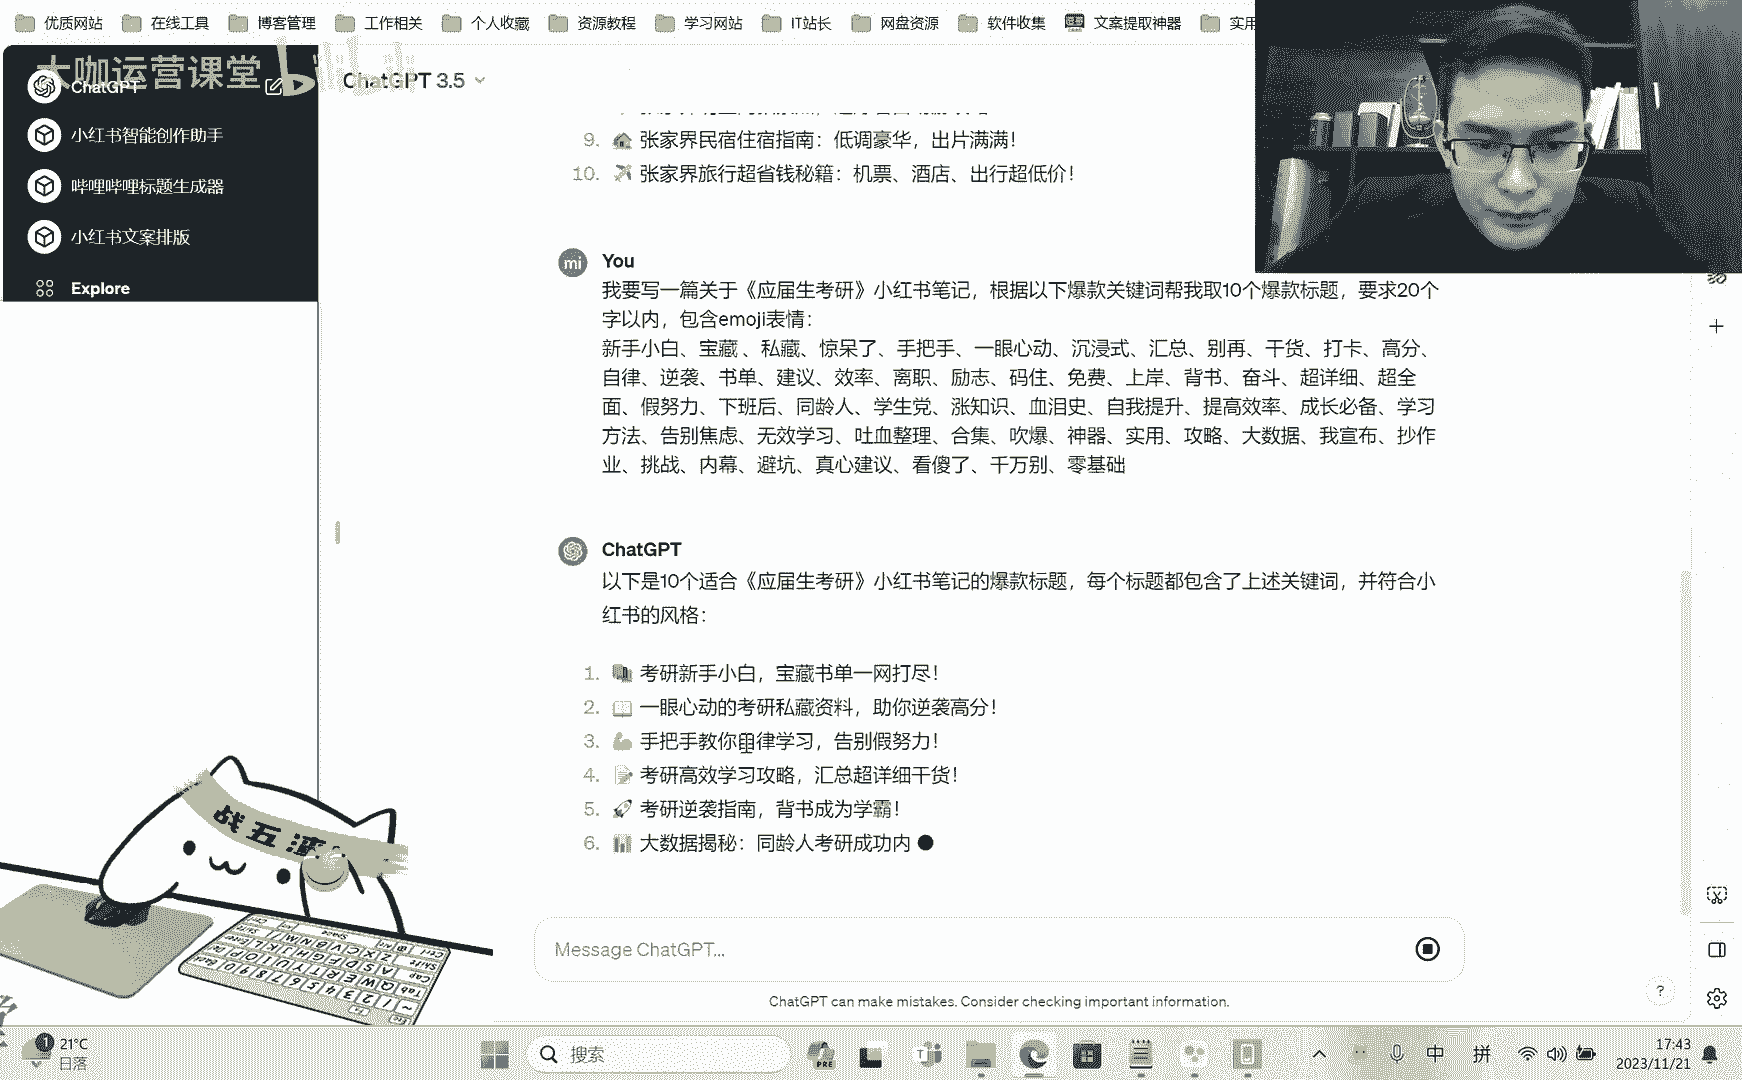 优质网站
在线工具
博客管理
工作相关
个人收藏
资源教程
学习网站
IT站长
网盘资源
软件收集
文案提取神器
实用
大咖运营课堂
ChatGPT
小红书智能创作助手
哔哩哔哩标题生成器
小红书文案排版
Explore
ChatGPT 3.5
9. 🏠 张家界民宿住宿指南：低调豪华，出片满满！
10. ✈️ 张家界旅行超省钱秘籍：机票、酒店、出行超低价！
mi
You
我要写一篇关于《应届生考研》小红书笔记，根据以下爆款关键词帮我取10个爆款标题，要求20个
字以内，包含emoji表情：
新手小白、宝藏 、私藏、惊呆了、手把手、一眼心动、沉浸式、汇总、别再、干货、打卡、高分、
自律、逆袭、书单、建议、效率、离职、励志、码住、免费、上岸、背书、奋斗、超详细、超全
面、假努力、下班后、同龄人、学生党、涨知识、血泪史、自我提升、提高效率、成长必备、学习
方法、告别焦虑、无效学习、吐血整理、合集、吹爆、神器、实用、攻略、大数据、我宣布、抄作
业、挑战、内幕、避坑、真心建议、看傻了、千万别、零基础
ChatGPT
以下是10个适合《应届生考研》小红书笔记的爆款标题，每个标题都包含了上述关键词，并符合小
红书的风格：
1. 📚 考研新手小白，宝藏书单一网打尽！
2. 📖 一眼心动的考研私藏资料，助你逆袭高分！
3. 💪 手把手教你自律学习，告别假努力！
4. 📝 考研高效学习攻略，汇总超详细干货！
5. 🚀 考研逆袭指南，背书成为学霸！
6. 📊 大数据揭秘：同龄人考研成功内
战五渣
Message ChatGPT...
ChatGPT can make mistakes. Consider checking important information.
?
1
21°C
日落
搜索
PRE
中
拼
17:43
2023/11/21